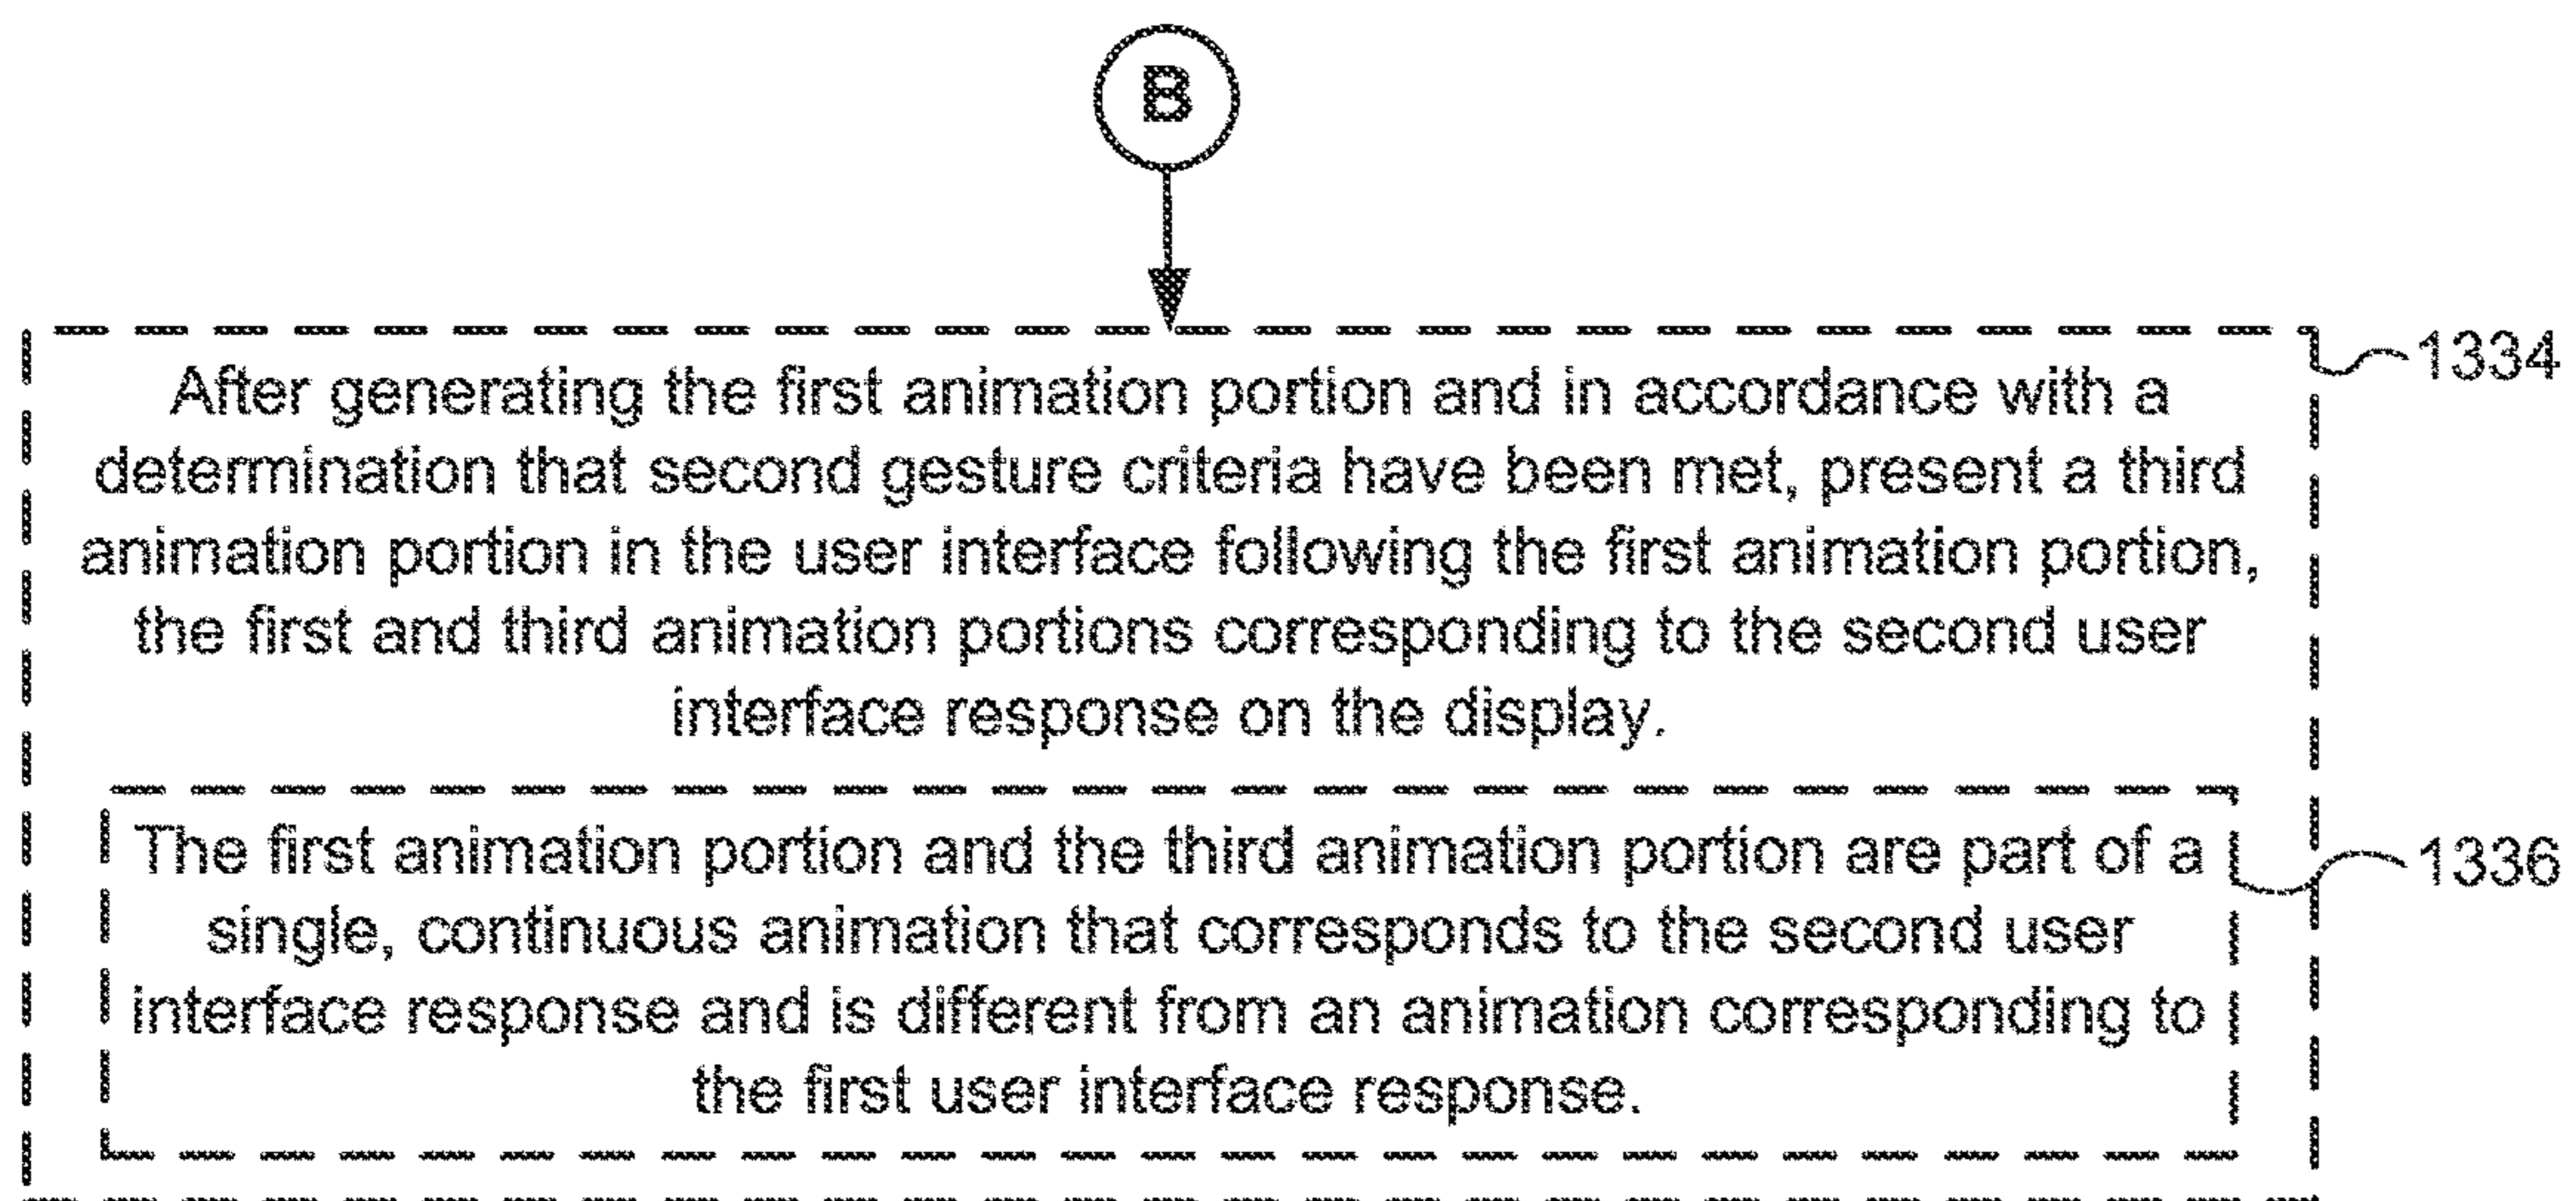 B
1334
After generating the first animation portion and in accordance with a
determination that second gesture criteria have been met, present a third
animation portion in the user interface following the first animation portion,
the first and third animation portions corresponding to the second user
interface response on the display.
The first animation portion and the third animation portion are part of a
1336
single, continuous animation that corresponds to the second user
interface response and is different from an animation corresponding to
the first user interface response.